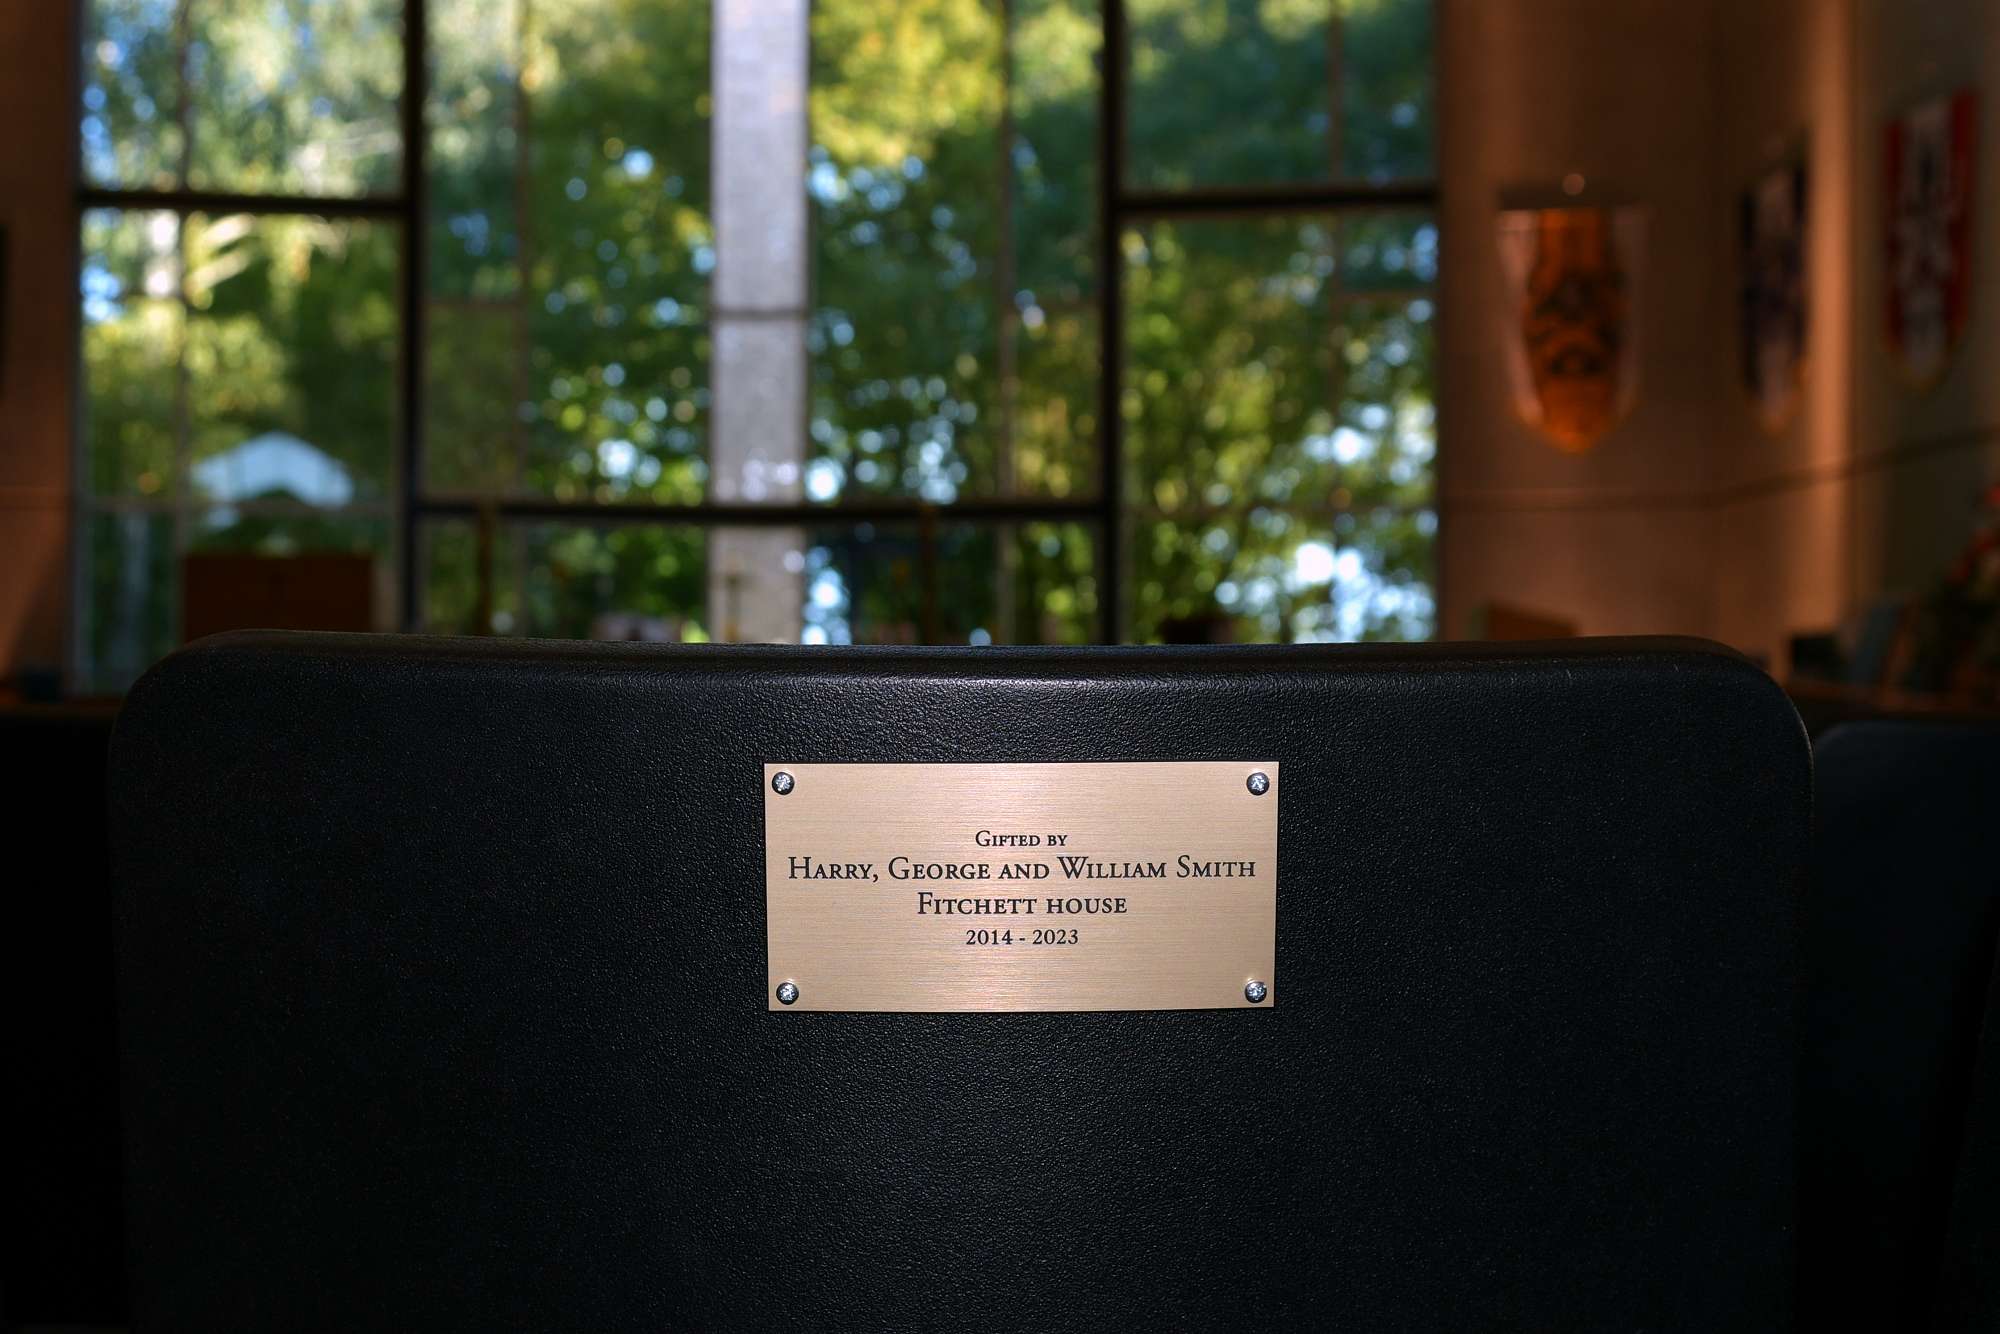 Gifted by
Harry, George and William Smith
Fitchett house
2014 - 2023